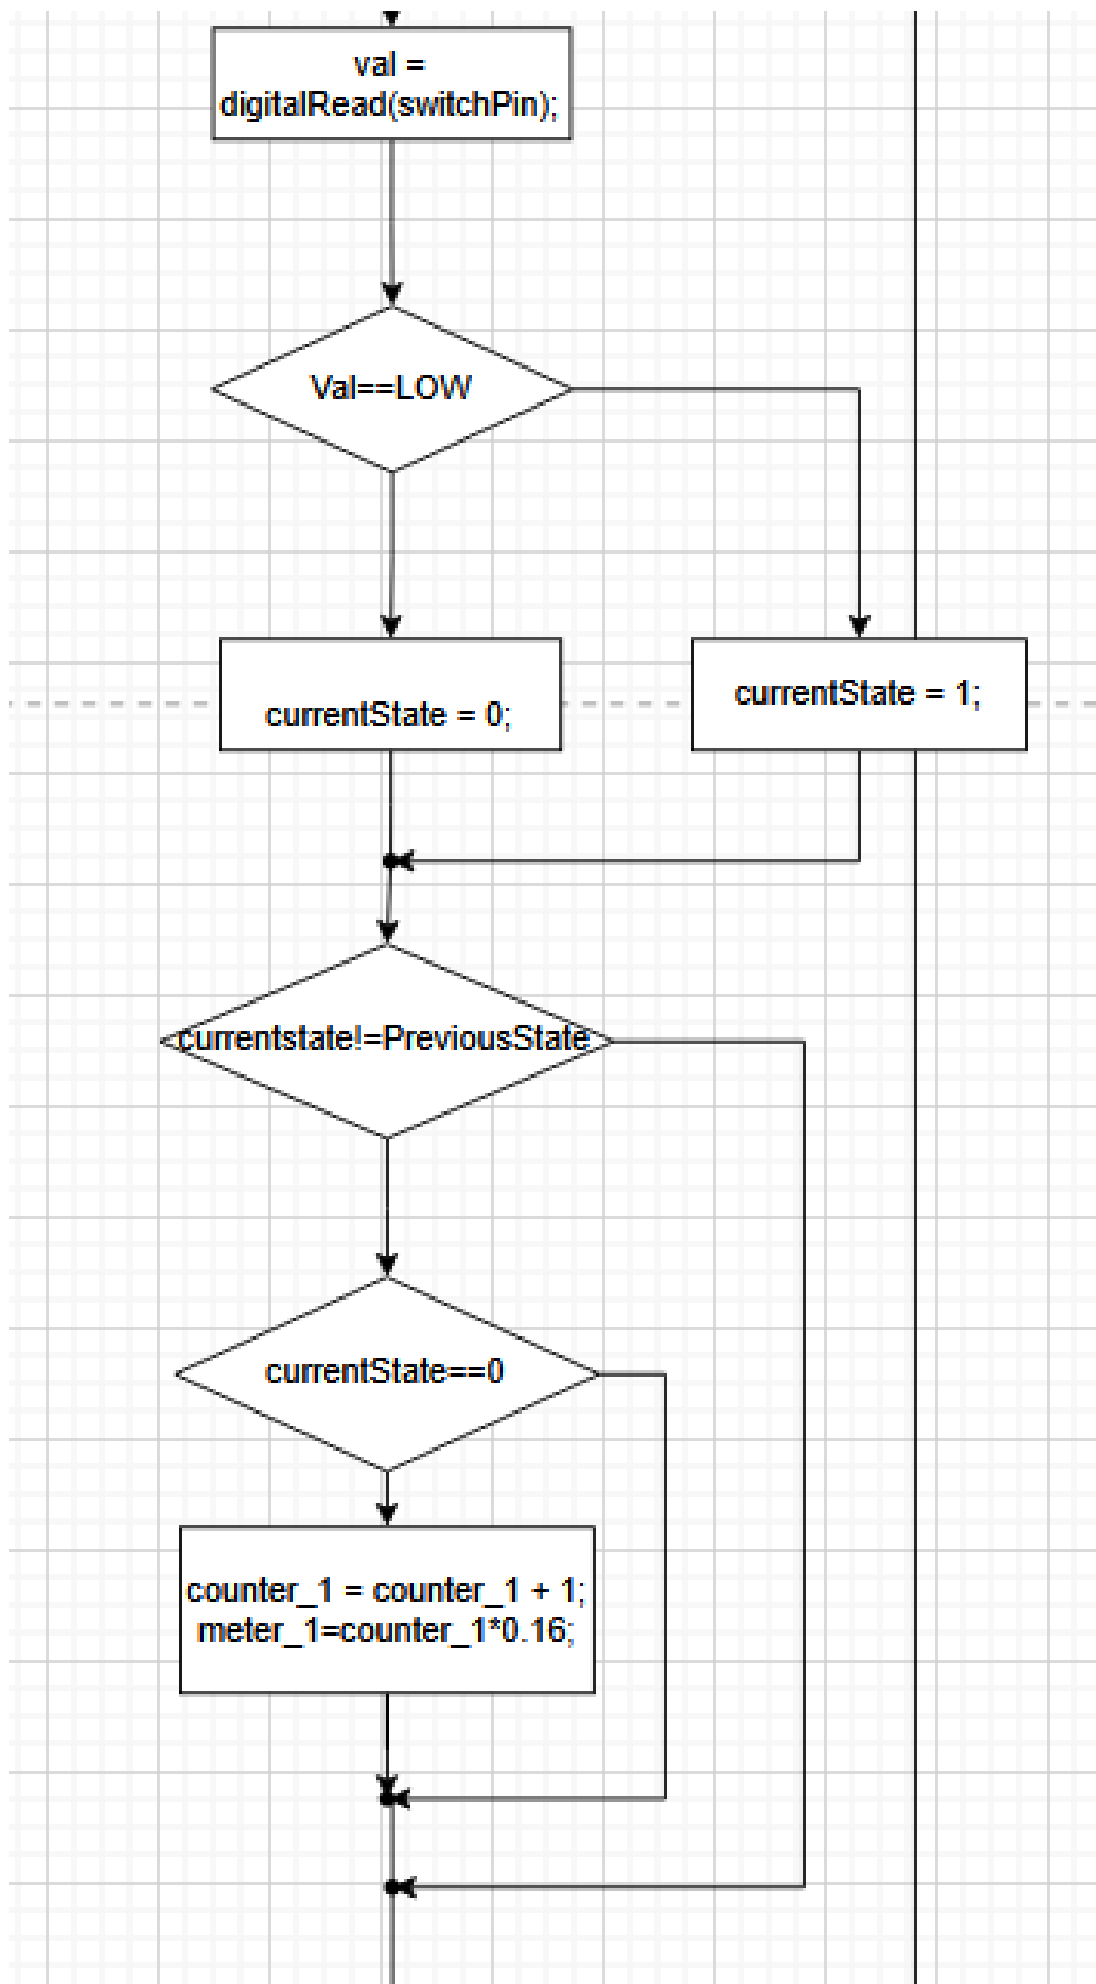 val =
digitalRead(switchPin);
Val==LOW
currentState = 0;
currentState = 1;
currentstate!=PreviousState
currentState==0
counter_1 = counter_1 + 1;
meter_1=counter_1*0.16;